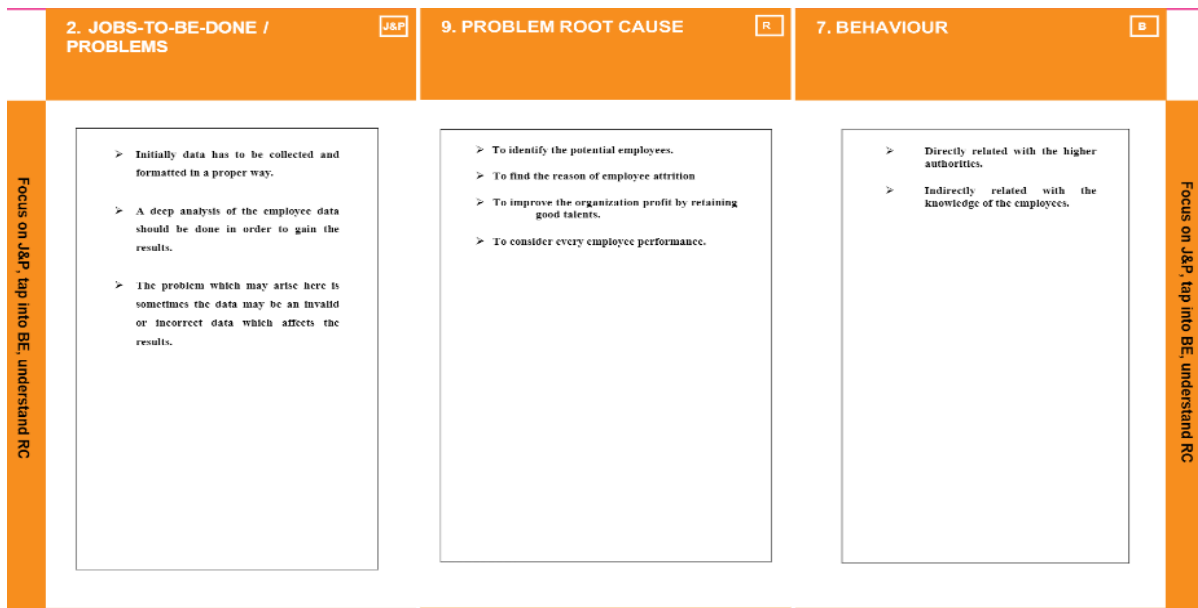 Focus on J&P, tap into BE, understand RC
2. JOBS-TO-BE-DONE /
PROBLEMS
J&P
➢ Initially data has to be collected and
formatted in a proper way.
➢ A deep analysis of the employee data
should be done in order to gain the
results.
➢ The problem which may arise here is
sometimes the data may be an invalid
or incorrect data which affects the
results.
9. PROBLEM ROOT CAUSE
R
➢ To identify the potential employees.
➢ To find the reason of employee attrition
➢ To improve the organization profit by retaining
good talents.
➢ To consider every employee performance.
7. BEHAVIOUR
B
➢ Directly related with the higher
authorities.
➢ Indirectly related with the
knowledge of the employees.
Focus on J&P, tap into BE, understand RC